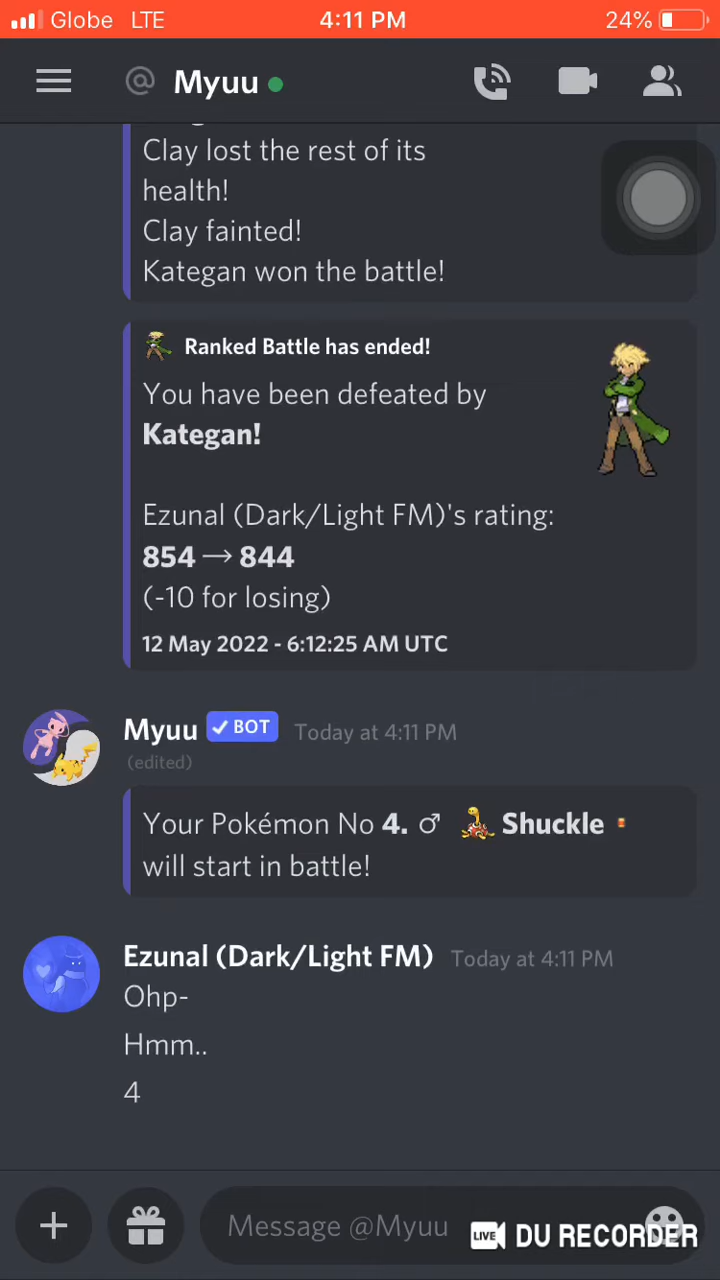 Globe LTE 4:11 PM 24%
@ Myuu
Clay lost the rest of its
health!
Clay fainted!
Kategan won the battle!
Ranked Battle has ended!
You have been defeated by
Kategan!
Ezunal (Dark/Light FM)'s rating:
854 → 844
(-10 for losing)
12 May 2022 - 6:12:25 AM UTC
Myuu ✓ BOT Today at 4:11 PM
(edited)
Your Pokémon No 4. ♂ Shuckle
will start in battle!
Ezunal (Dark/Light FM) Today at 4:11 PM
Ohp-
Hmm..
4
Message @Myuu
LIVE DU RECORDER